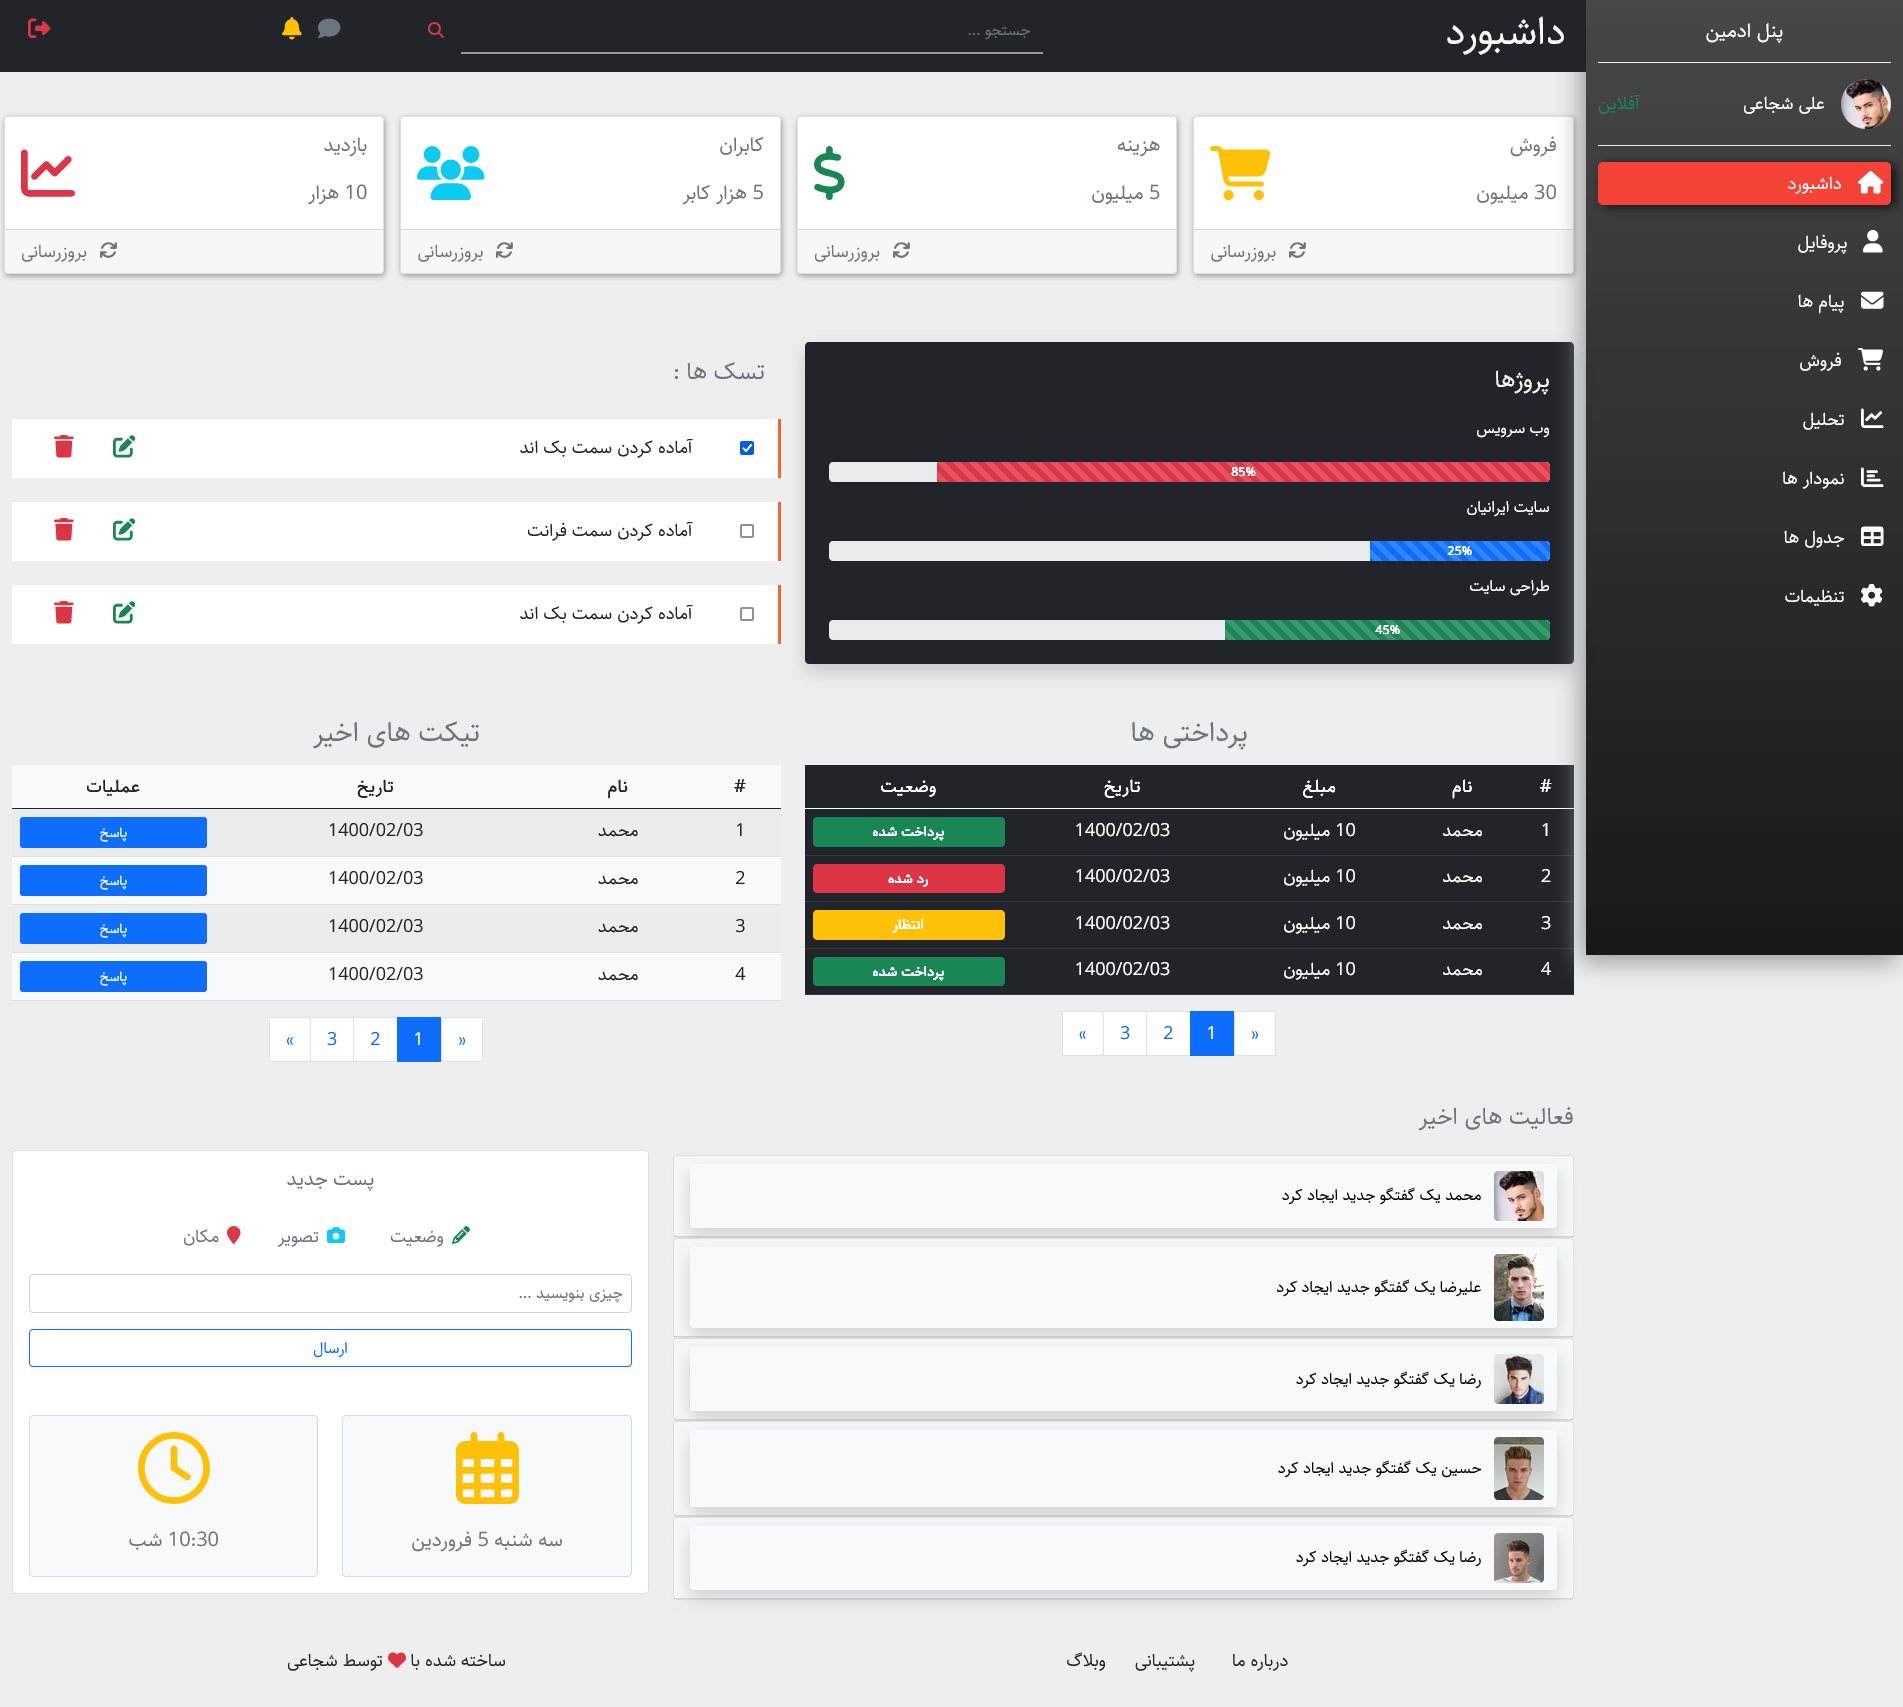 پنل ادمین
علی شجاعی
آفلاین
داشبورد
پروفایل
پیام ها
فروش
تحلیل
نمودار ها
جدول ها
تنظیمات
داشبورد
جستجو ...
فروش
30 میلیون
بروزرسانی
هزینه
5 میلیون
بروزرسانی
کابران
5 هزار کابر
بروزرسانی
بازدید
10 هزار
بروزرسانی
پروژها
وب سرویس
85%
سایت ایرانیان
25%
طراحی سایت
45%
تسک ها :
آماده کردن سمت بک اند
آماده کردن سمت فرانت
آماده کردن سمت بک اند
پرداختی ها
# نام مبلغ تاریخ وضعیت
1 محمد 10 میلیون 1400/02/03 پرداخت شده
2 محمد 10 میلیون 1400/02/03 رد شده
3 محمد 10 میلیون 1400/02/03 انتظار
4 محمد 10 میلیون 1400/02/03 پرداخت شده
« 1 2 3 »
تیکت های اخیر
# نام تاریخ عملیات
1 محمد 1400/02/03 پاسخ
2 محمد 1400/02/03 پاسخ
3 محمد 1400/02/03 پاسخ
4 محمد 1400/02/03 پاسخ
« 1 2 3 »
فعالیت های اخیر
محمد یک گفتگو جدید ایجاد کرد
علیرضا یک گفتگو جدید ایجاد کرد
رضا یک گفتگو جدید ایجاد کرد
حسین یک گفتگو جدید ایجاد کرد
رضا یک گفتگو جدید ایجاد کرد
پست جدید
وضعیت تصویر مکان
چیزی بنویسید ...
ارسال
سه شنبه 5 فروردین
10:30 شب
درباره ما پشتیبانی وبلاگ
ساخته شده با ❤ توسط شجاعی